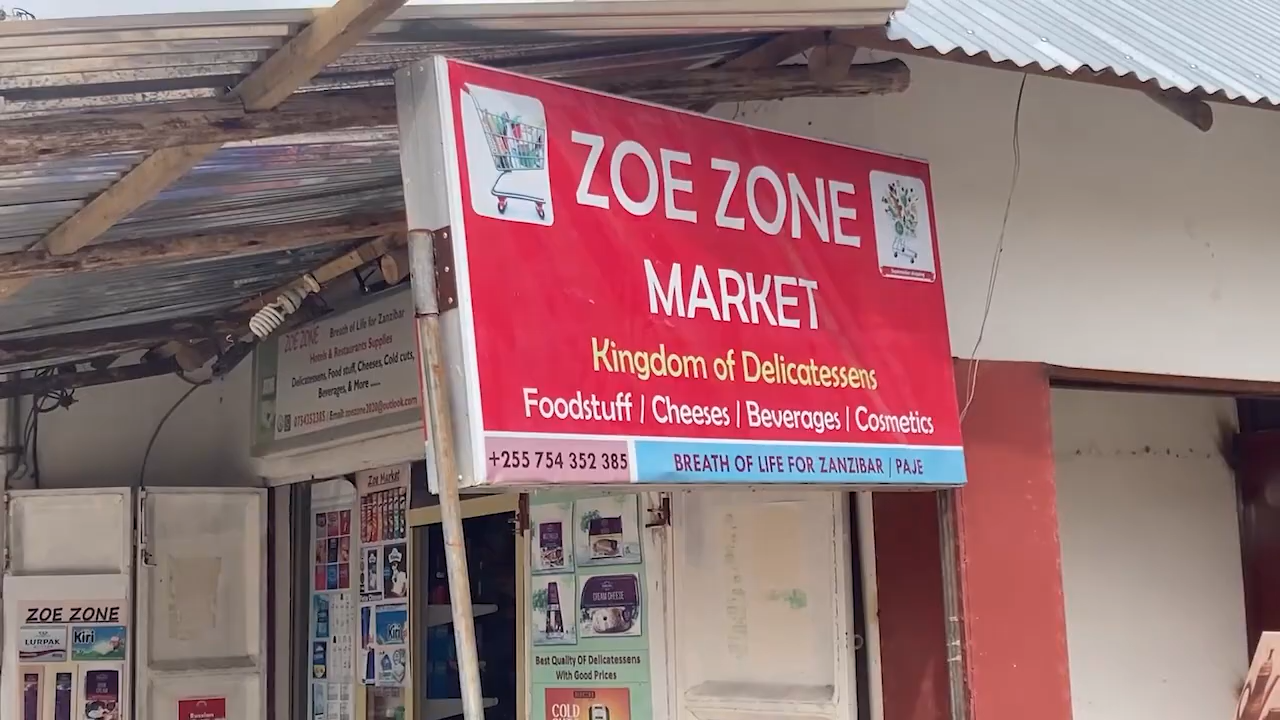 ZOE ZONE
MARKET
Kingdom of Delicatessens
Foodstuff / Cheeses / Beverages / Cosmetics
+255 754 352 385
BREATH OF LIFE FOR ZANZIBAR / PAJE
ZOE ZONE Breath of Life for Zanzibar
Hotels & Restaurants Supplies
Delicatessens, Food stuff, Cheeses, Cold cuts,
Beverages, & More
Zoe Market
ZOE ZONE
LURPAK
Kiri
Kiri
CREAM CHEESE
Best Quality Of Delicatessens
With Good Prices
COLD